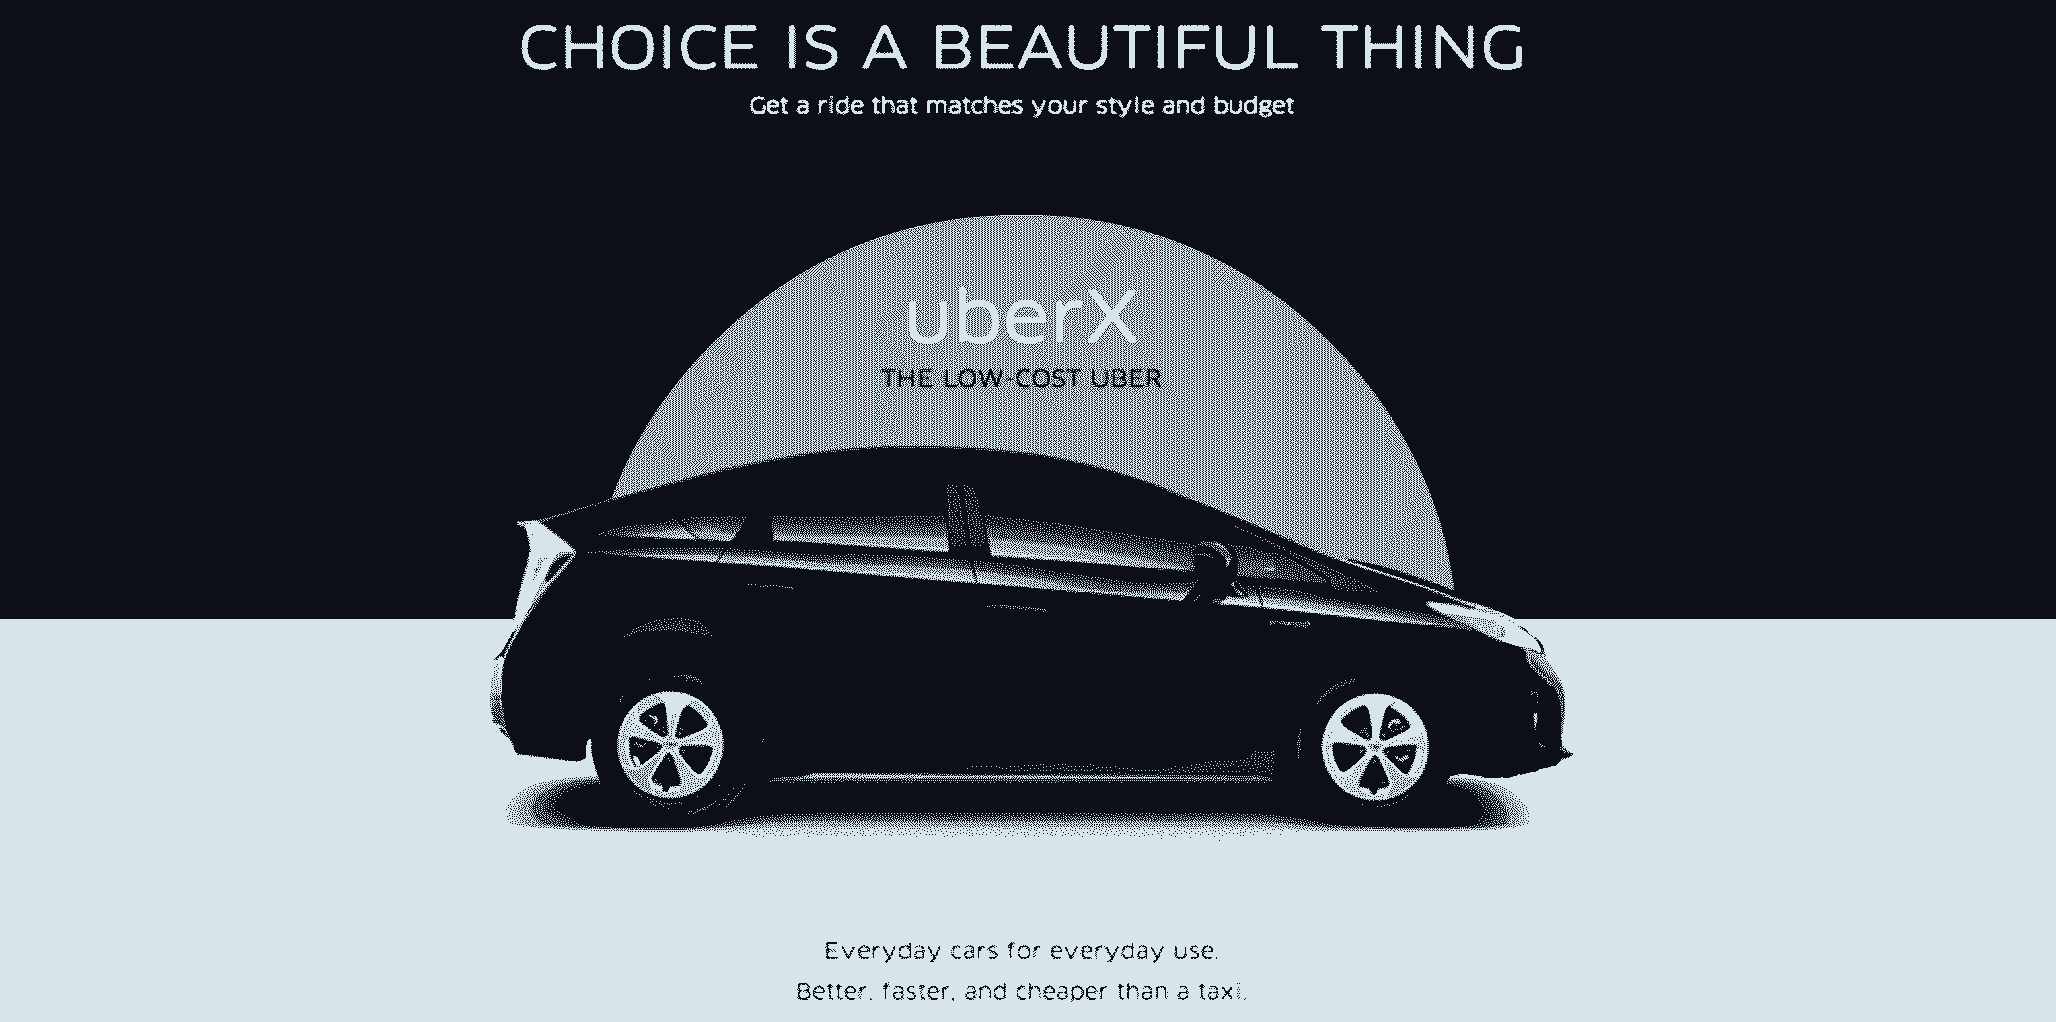 CHOICE IS A BEAUTIFUL THING
Get a ride that matches your style and budget
uberX
THE LOW-COST UBER
Everyday cars for everyday use.
Better, faster, and cheaper than a taxi.